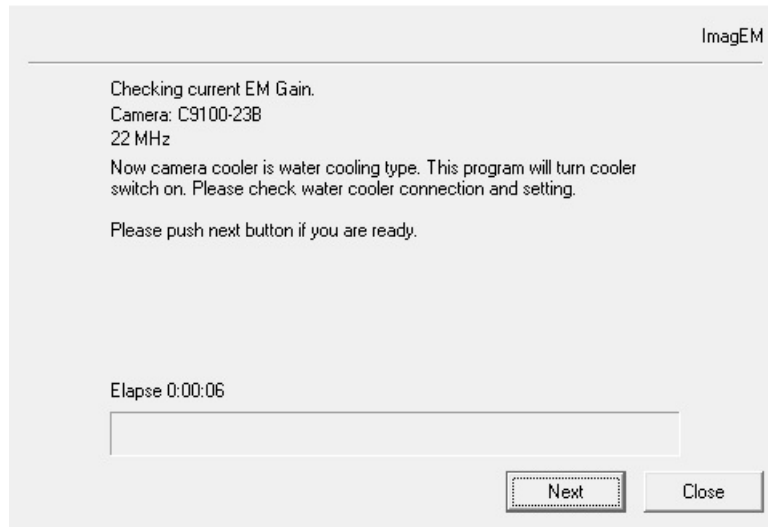 ImagEM
Checking current EM Gain.
Camera: C9100-23B
22 MHz
Now camera cooler is water cooling type. This program will turn cooler
switch on. Please check water cooler connection and setting.
Please push next button if you are ready.
Elapse 0:00:06
Next
Close